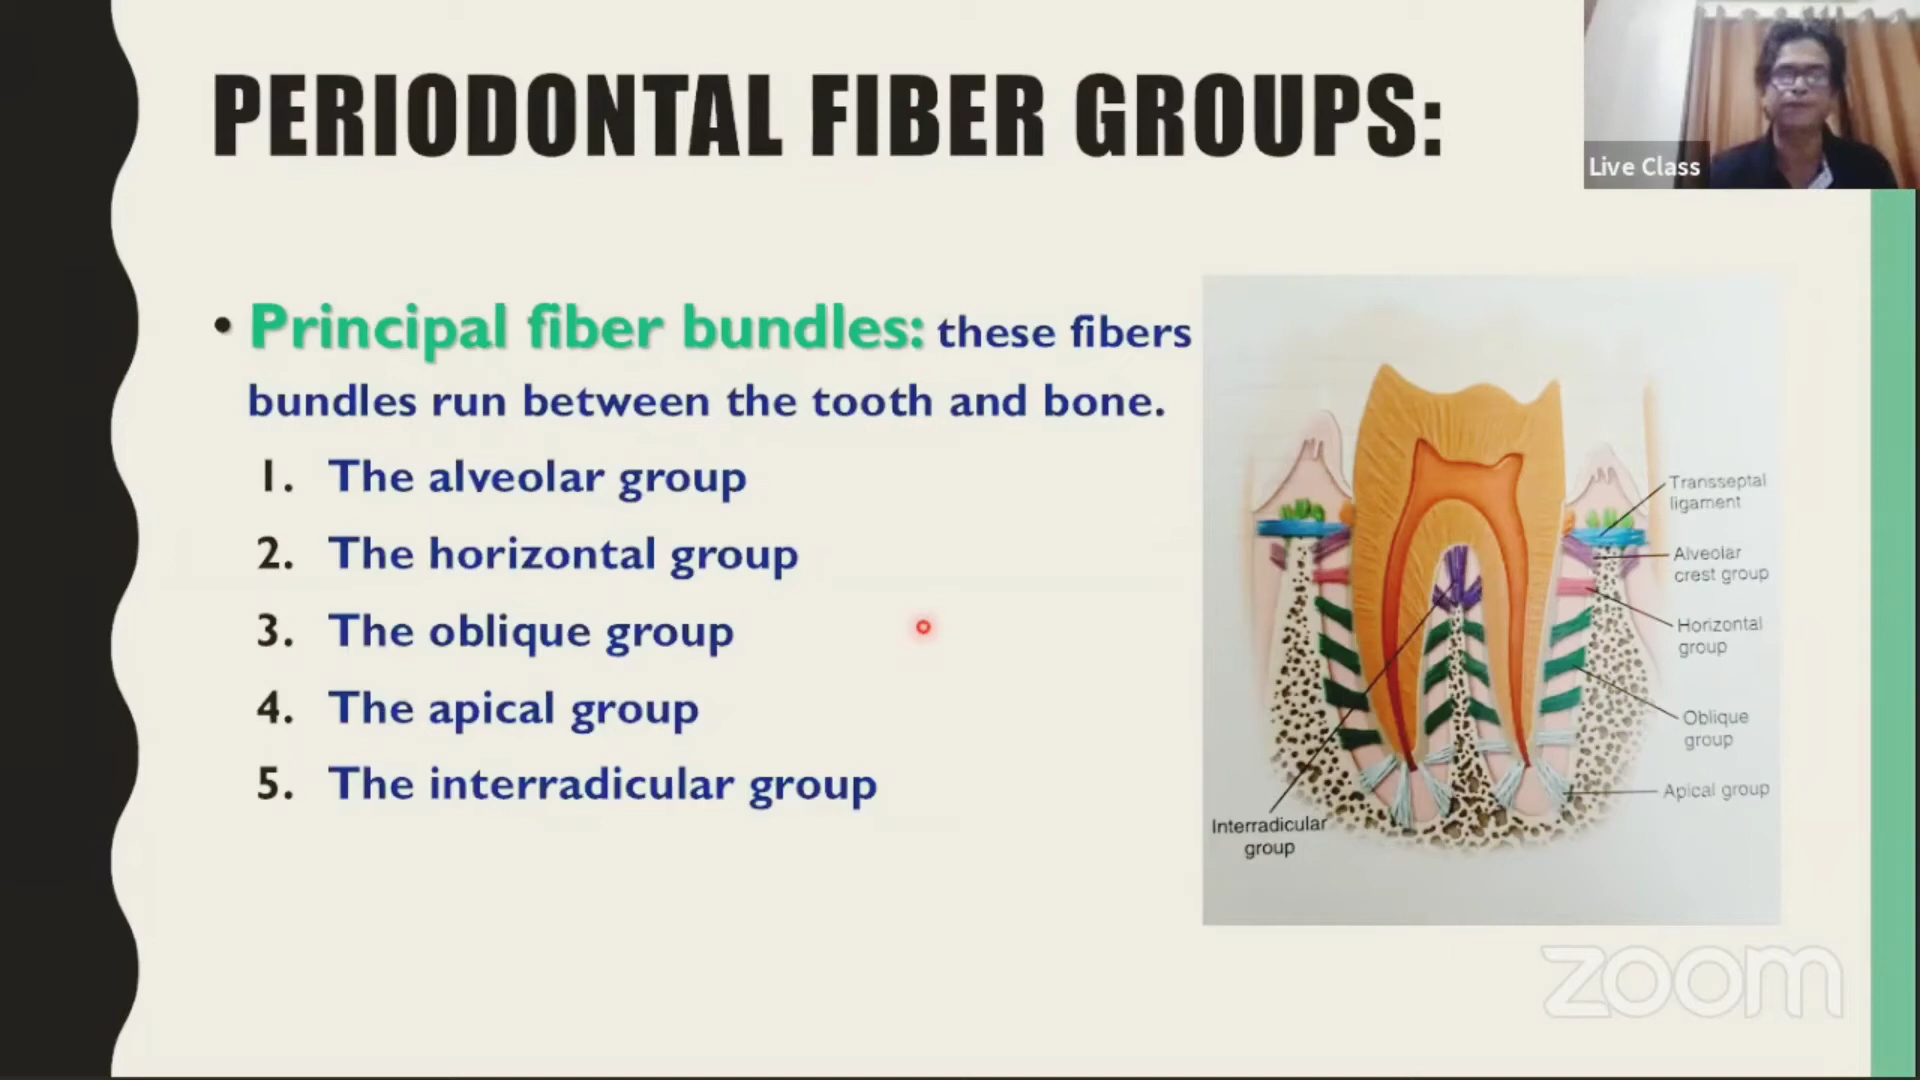 PERIODONTAL FIBER GROUPS:
Live Class
• Principal fiber bundles: these fibers
bundles run between the tooth and bone.
1. The alveolar group
2. The horizontal group
3. The oblique group
4. The apical group
5. The interradicular group
Transseptal
ligament
Alveolar
crest group
Horizontal
group
Oblique
group
Apical group
Interradicular
group
zoom